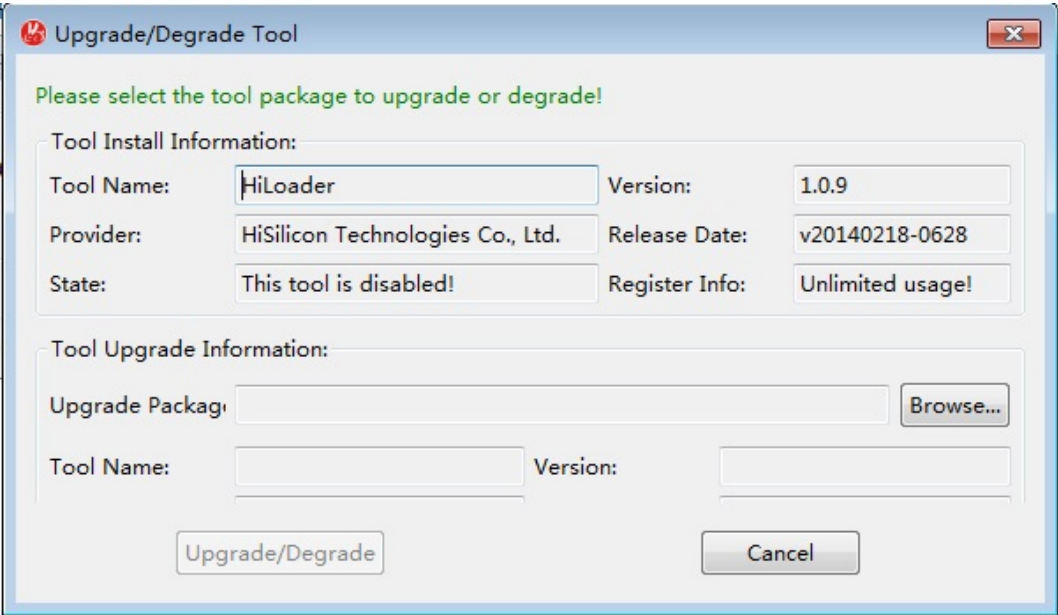 Upgrade/Degrade Tool
Please select the tool package to upgrade or degrade!
Tool Install Information:
Tool Name: HiLoader Version: 1.0.9
Provider: HiSilicon Technologies Co., Ltd. Release Date: v20140218-0628
State: This tool is disabled! Register Info: Unlimited usage!
Tool Upgrade Information:
Upgrade Packag Browse...
Tool Name: Version:
Upgrade/Degrade Cancel